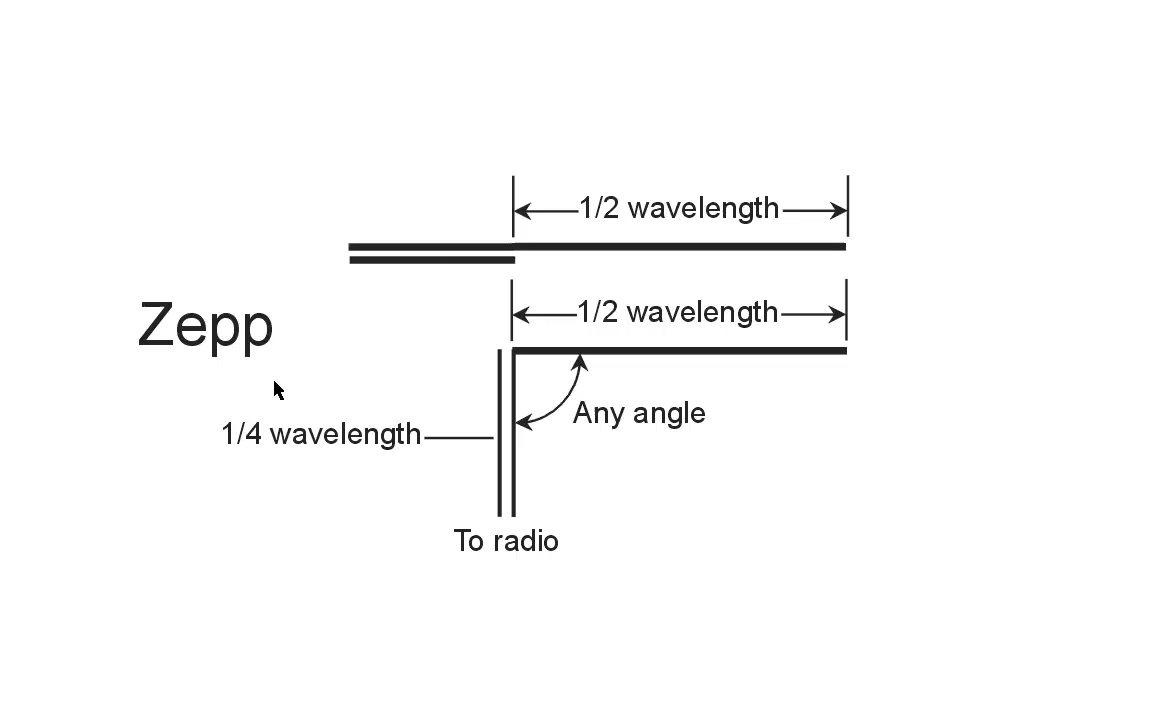 1/2 wavelength
1/2 wavelength
Zepp
Any angle
1/4 wavelength
To radio